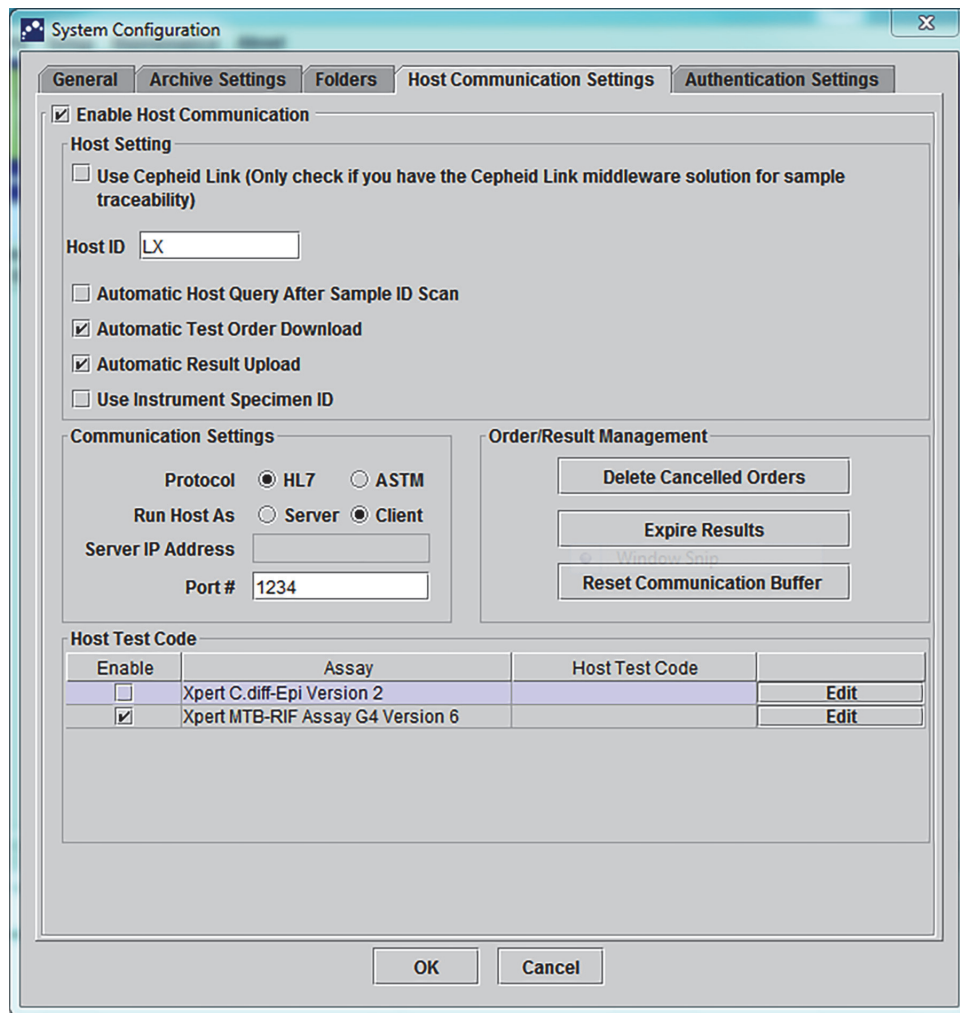 System Configuration
General Archive Settings Folders Host Communication Settings Authentication Settings
Enable Host Communication
Host Setting
Use Cepheid Link (Only check if you have the Cepheid Link middleware solution for sample
traceability)
Host ID LX
Automatic Host Query After Sample ID Scan
Automatic Test Order Download
Automatic Result Upload
Use Instrument Specimen ID
Communication Settings
Protocol HL7 ASTM
Run Host As Server Client
Server IP Address
Port # 1234
Order/Result Management
Delete Cancelled Orders
Expire Results
Window Snip
Reset Communication Buffer
Host Test Code
Enable Assay Host Test Code
Xpert C.diff-Epi Version 2 Edit
Xpert MTB-RIF Assay G4 Version 6 Edit
OK Cancel